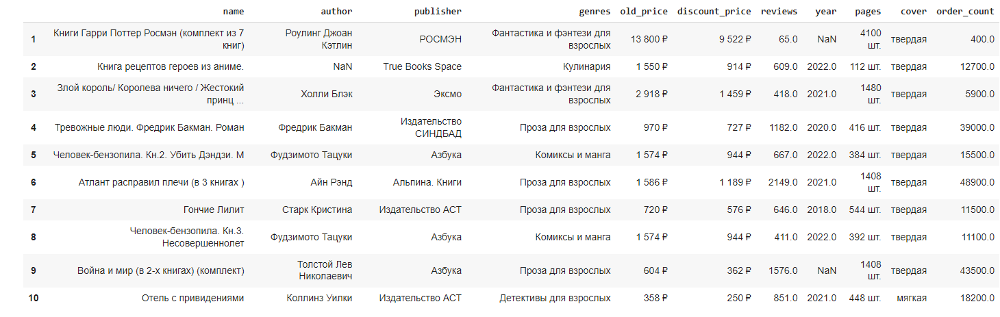 name author publisher genres old_price discount_price reviews year pages cover order_count
1 Книги Гарри Поттер Росмэн (комплект из 7 книг) Роулинг Джоан Кэтлин РОСМЭН Фантастика и фэнтези для взрослых 13 800 ₽ 9 522 ₽ 65.0 NaN 4100 шт. твердая 400.0
2 Книга рецептов героев из аниме. NaN True Books Space Кулинария 1 550 ₽ 914 ₽ 609.0 2022.0 112 шт. твердая 12700.0
3 Злой король/ Королева ничего / Жестокий принц ... Холли Блэк Эксмо Фантастика и фэнтези для взрослых 2 918 ₽ 1 459 ₽ 418.0 2021.0 1480 шт. твердая 5900.0
4 Тревожные люди. Фредрик Бакман. Роман Фредрик Бакман Издательство СИНДБАД Проза для взрослых 970 ₽ 727 ₽ 1182.0 2020.0 416 шт. твердая 39000.0
5 Человек-бензопила. Кн.2. Убить Дэндзи. М Фудзимото Тацуки Азбука Комиксы и манга 1 574 ₽ 944 ₽ 667.0 2022.0 384 шт. твердая 15500.0
6 Атлант расправил плечи (в 3 книгах ) Айн Рэнд Альпина. Книги Проза для взрослых 1 586 ₽ 1 189 ₽ 2149.0 2021.0 1408 шт. твердая 48900.0
7 Гончие Лилит Старк Кристина Издательство АСТ Проза для взрослых 720 ₽ 576 ₽ 646.0 2018.0 544 шт. твердая 11500.0
8 Человек-бензопила. Кн.3. Несовершеннолет Фудзимото Тацуки Азбука Комиксы и манга 1 574 ₽ 944 ₽ 411.0 2022.0 392 шт. твердая 11100.0
9 Война и мир (в 2-х книгах) (комплект) Толстой Лев Николаевич Азбука Проза для взрослых 604 ₽ 362 ₽ 1576.0 NaN 1408 шт. твердая 43500.0
10 Отель с привидениями Коллинз Уилки Издательство АСТ Детективы для взрослых 358 ₽ 250 ₽ 851.0 2021.0 448 шт. мягкая 18200.0